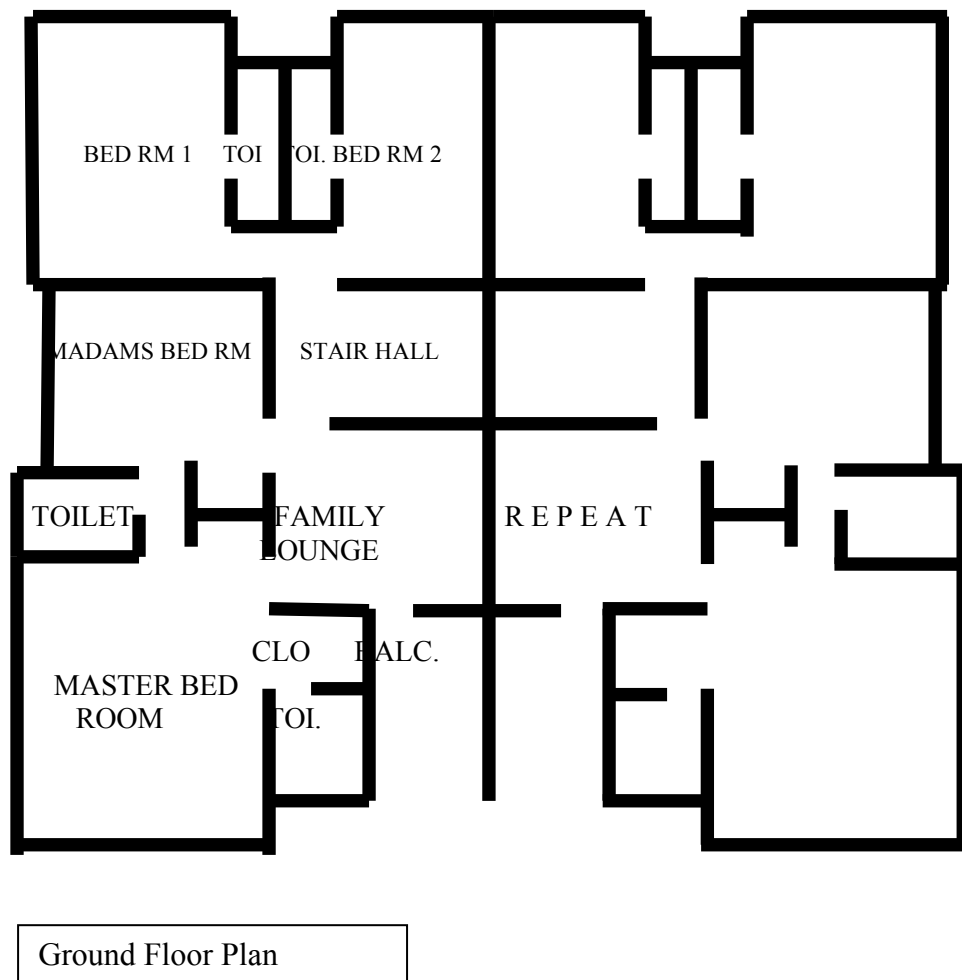 BED RM 1 TOI TOI. BED RM 2
MADAMS BED RM STAIR HALL
TOILET FAMILY LOUNGE R E P E A T
CLO BALC.
MASTER BED ROOM TOI.
Ground Floor Plan